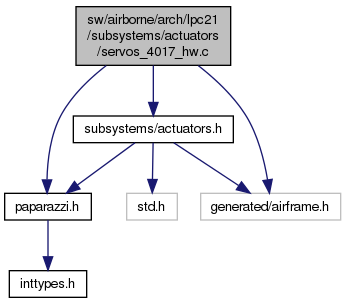 sw/airborne/arch/lpc21
/subsystems/actuators
/servos_4017_hw.c
subsystems/actuators.h
paparazzi.h
std.h
generated/airframe.h
inttypes.h